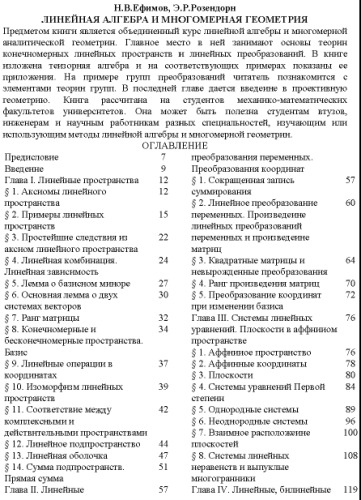 Н.В.Ефимов, Э.Р.Розендорн
ЛИНЕЙНАЯ АЛГЕБРА И МНОГОМЕРНАЯ ГЕОМЕТРИЯ
Предметом книги является объединенный курс линейной алгебры и многомерной
аналитической геометрии. Главное место в ней занимают основы теории
конечномерных линейных пространств и линейных преобразований. В книге
изложена тензорная алгебра и на соответствующих примерах показаны ее
приложения. На примере групп преобразований читатель познакомится с
элементами теории групп. В последней главе дается введение в проективную
геометрию. Книга рассчитана на студентов механико-математических
факультетов университетов. Она может быть полезна студентам втузов,
инженерам и научным работникам разных специальностей, изучающим или
использующим методы линейной алгебры и многомерной геометрии.
ОГЛАВЛЕНИЕ
Предисловие 7
Введение 9
Глава I. Линейные пространства 12
§ 1. Аксиомы линейного 12
пространства
§ 2. Примеры линейных 15
пространств
§ 3. Простейшие следствия из 22
аксиом линейного пространства
§ 4. Линейная комбинация. 24
Линейная зависимость
§ 5. Лемма о базисном миноре 27
§ 6. Основная лемма о двух 30
системах векторов
§ 7. Ранг матрицы 32
§ 8. Конечномерные и 34
бесконечномерные пространства.
Базис
§ 9. Линейные операции в 37
координатах
§ 10. Изоморфизм линейных 39
пространств
§ 11. Соответствие между 42
комплексными и
действительными пространствами
§ 12. Линейное подпространство 44
§ 13. Линейная оболочка 47
§ 14. Сумма подпространств. 51
Прямая сумма
Глава II. Линейные 57
преобразования переменных.
Преобразования координат
§ 1. Сокращенная запись 57
суммирования
§ 2. Линейное преобразование 60
переменных. Произведение
линейных преобразований
переменных и произведение
матриц
§ 3. Квадратные матрицы и 64
невырожденные преобразования
§ 4. Ранг произведения матриц 70
§ 5. Преобразование координат 72
при изменении базиса
Глава III. Системы линейных 76
уравнений. Плоскости в аффинном
пространстве
§ 1. Аффинное пространство 76
§ 2. Аффинные координаты 78
§ 3. Плоскости 80
§ 4. Системы уравнений Первой 84
степени
§ 5. Однородные системы 89
§ 6. Неоднородные системы 96
§ 7. Взаимное расположение 100
плоскостей
§ 8. Системы линейных 108
неравенств и выпуклые
многогранники
Глава IV. Линейные, билинейные 119